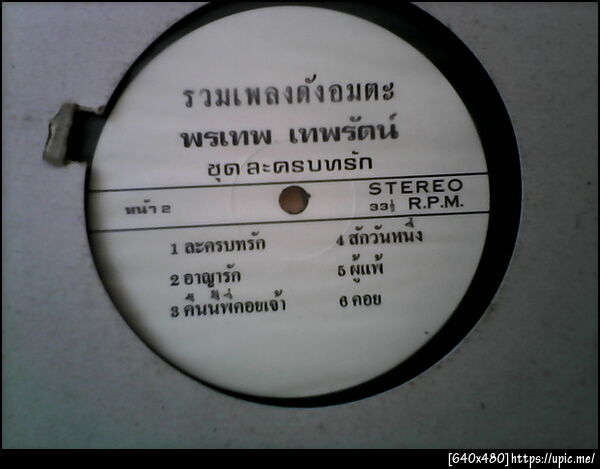 รวมเพลงดังอมตะ
พรเทพ เทพรัตน์
ชุด ละครบทรัก
หน้า 2
STEREO
33⅓ R.P.M.
1 ละครบทรัก
2 อาญารัก
3 คืนนี้พี่คอยเจ้า
4 สักวันหนึ่ง
5 ผู้แพ้
6 คอย
[640x480]https://upic.me/